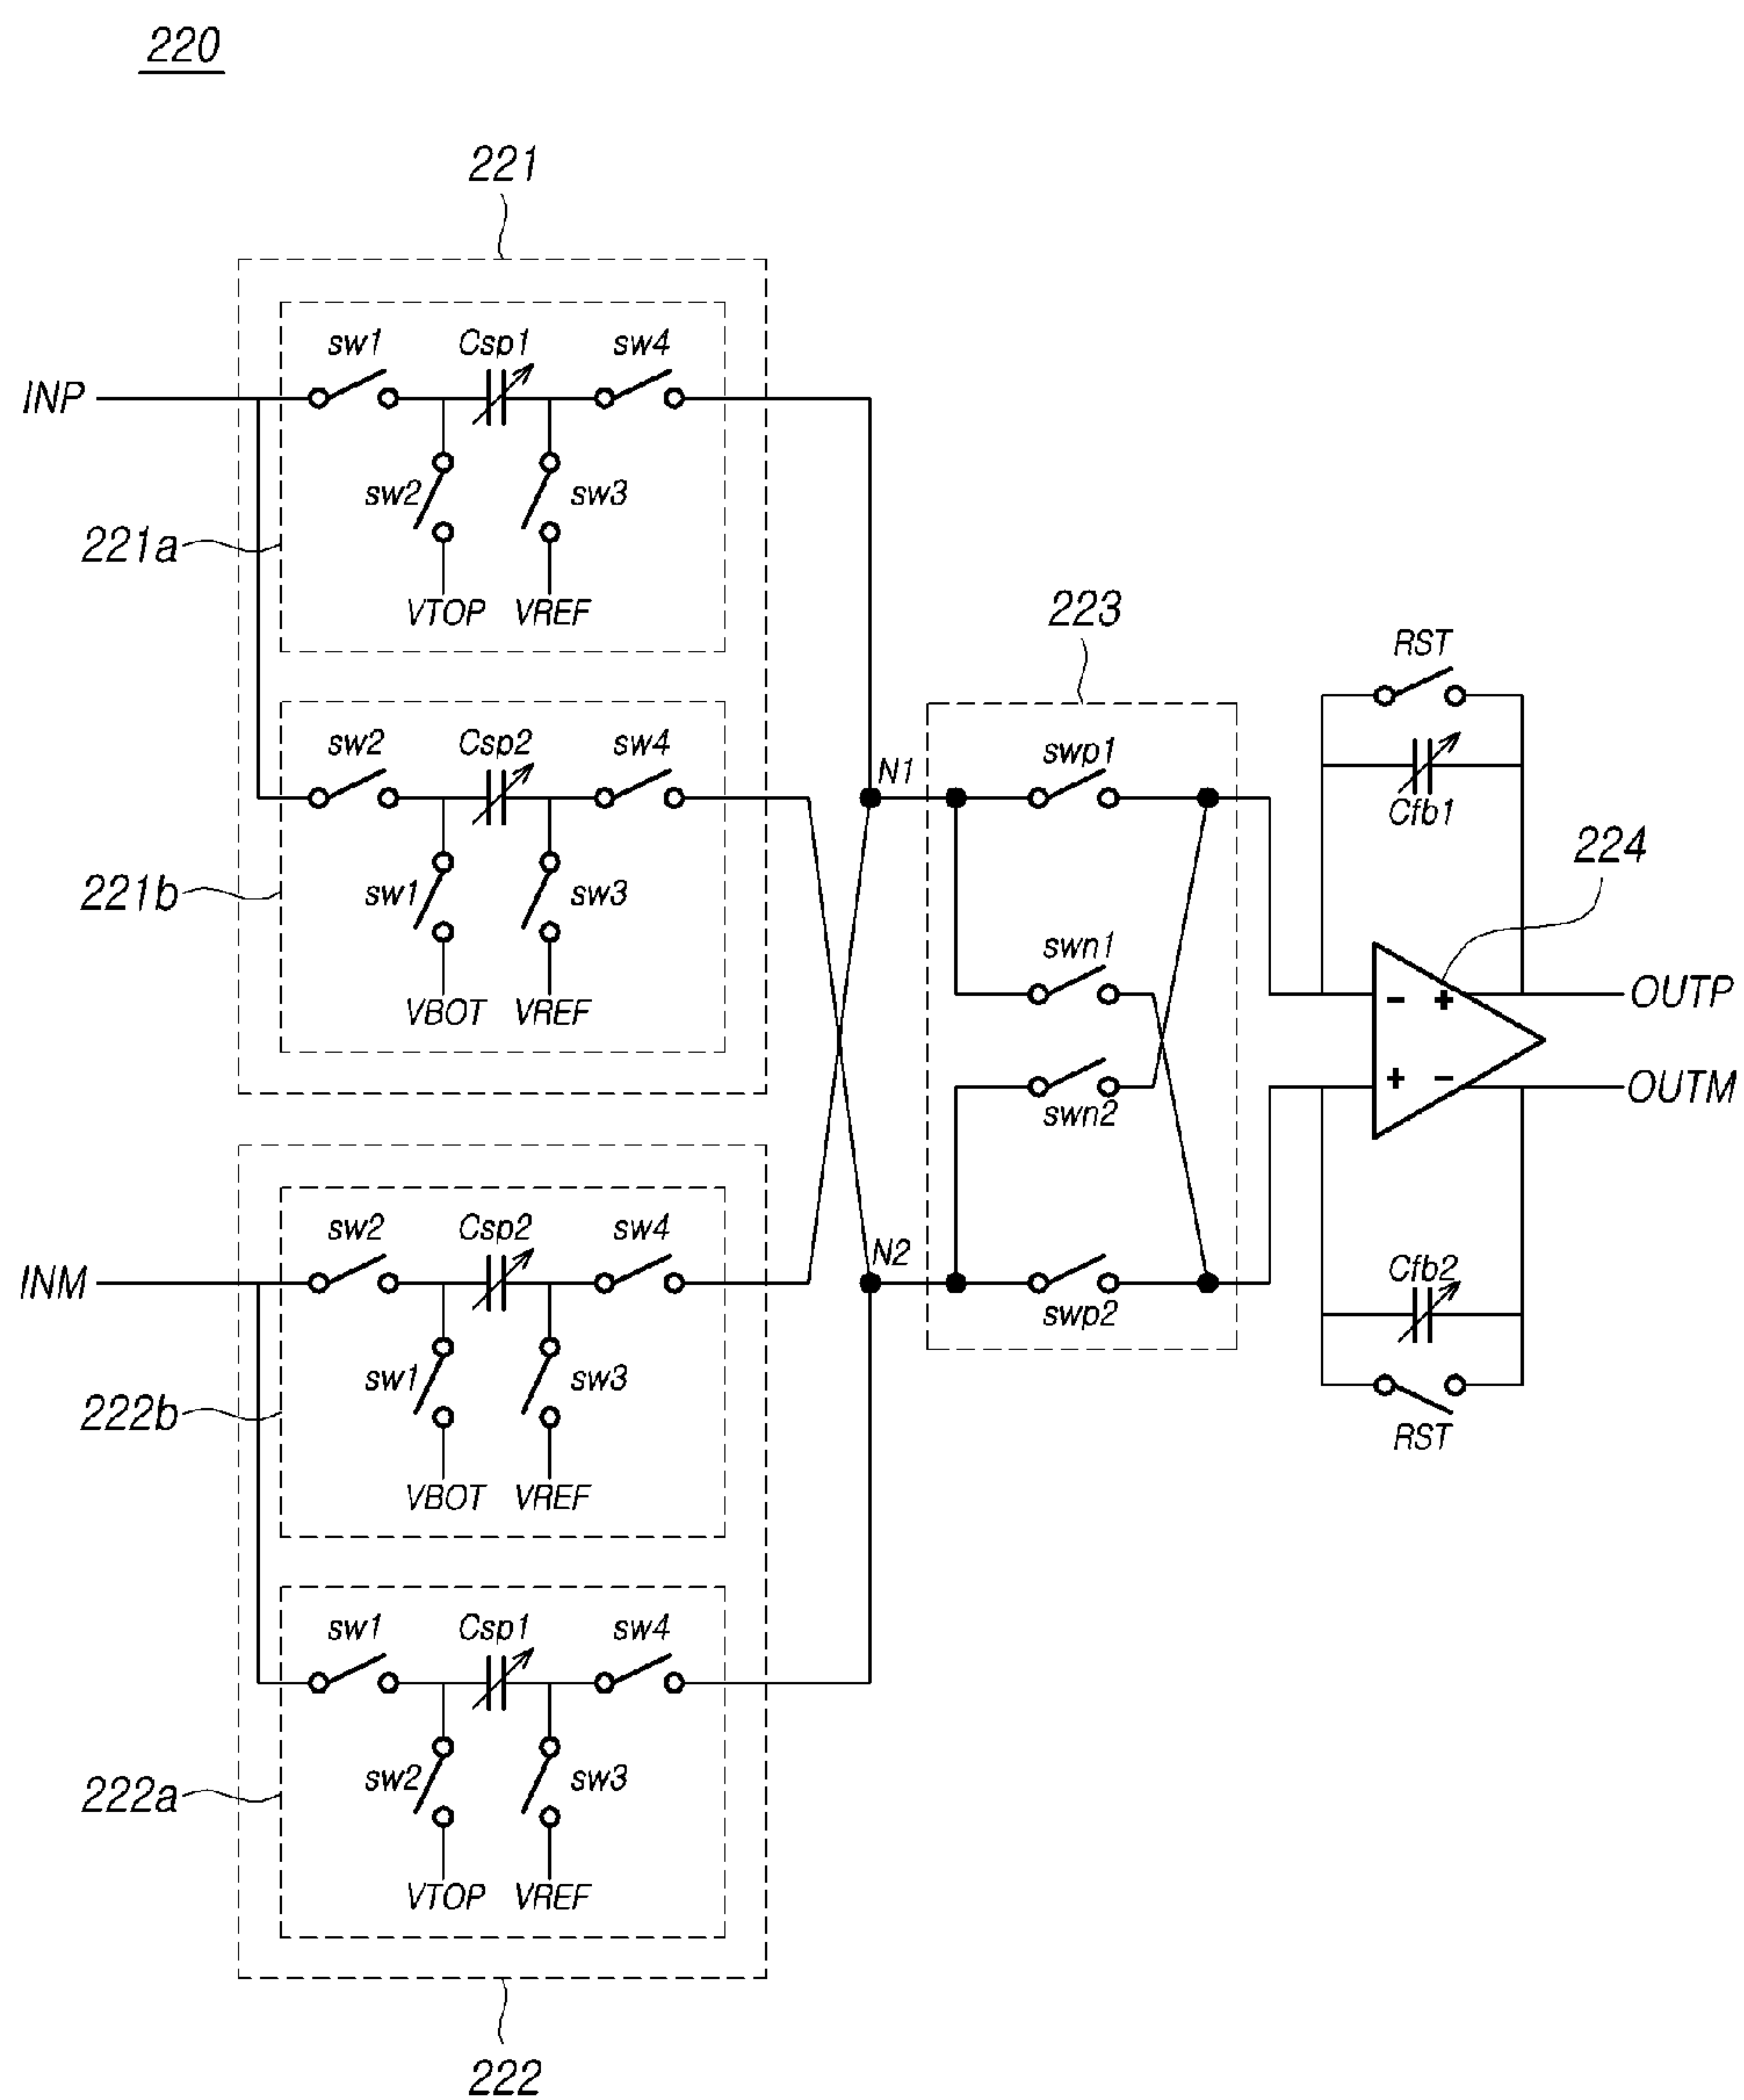 220
221
sw1 Csp1 sw4
INP
sw2 sw3
221a
VTOP VREF
223
RST
sw2 Csp2 sw4
N1
swp1
Cfb1
224
221b
sw1 sw3
swn1
VBOT VREF
- +
OUTP
+ -
OUTM
swn2
sw2 Csp2 sw4
N2
INM
Cfb2
swp2
sw1 sw3
222b
RST
VBOT VREF
sw1 Csp1 sw4
sw2 sw3
222a
VTOP VREF
222